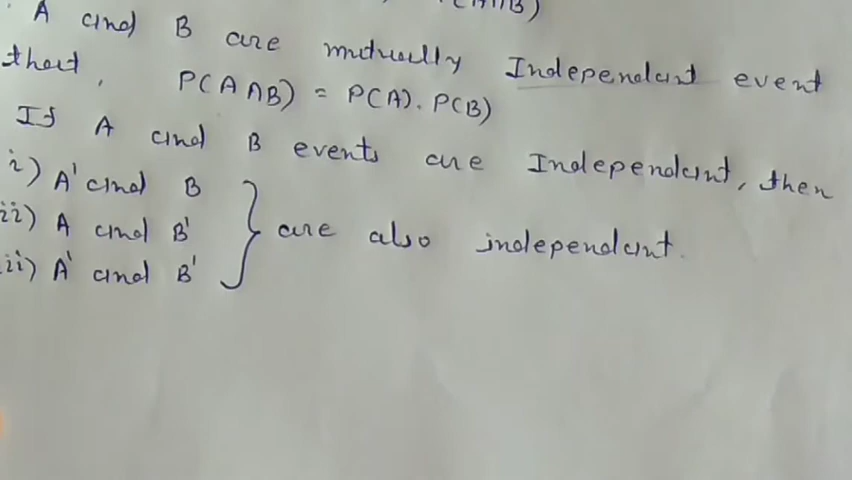 A and B are mutually Independent event
that, P(A∩B) = P(A). P(B)
If A and B events are Independent, then
i) A' and B
ii) A and B' } are also independent.
iii) A' and B'